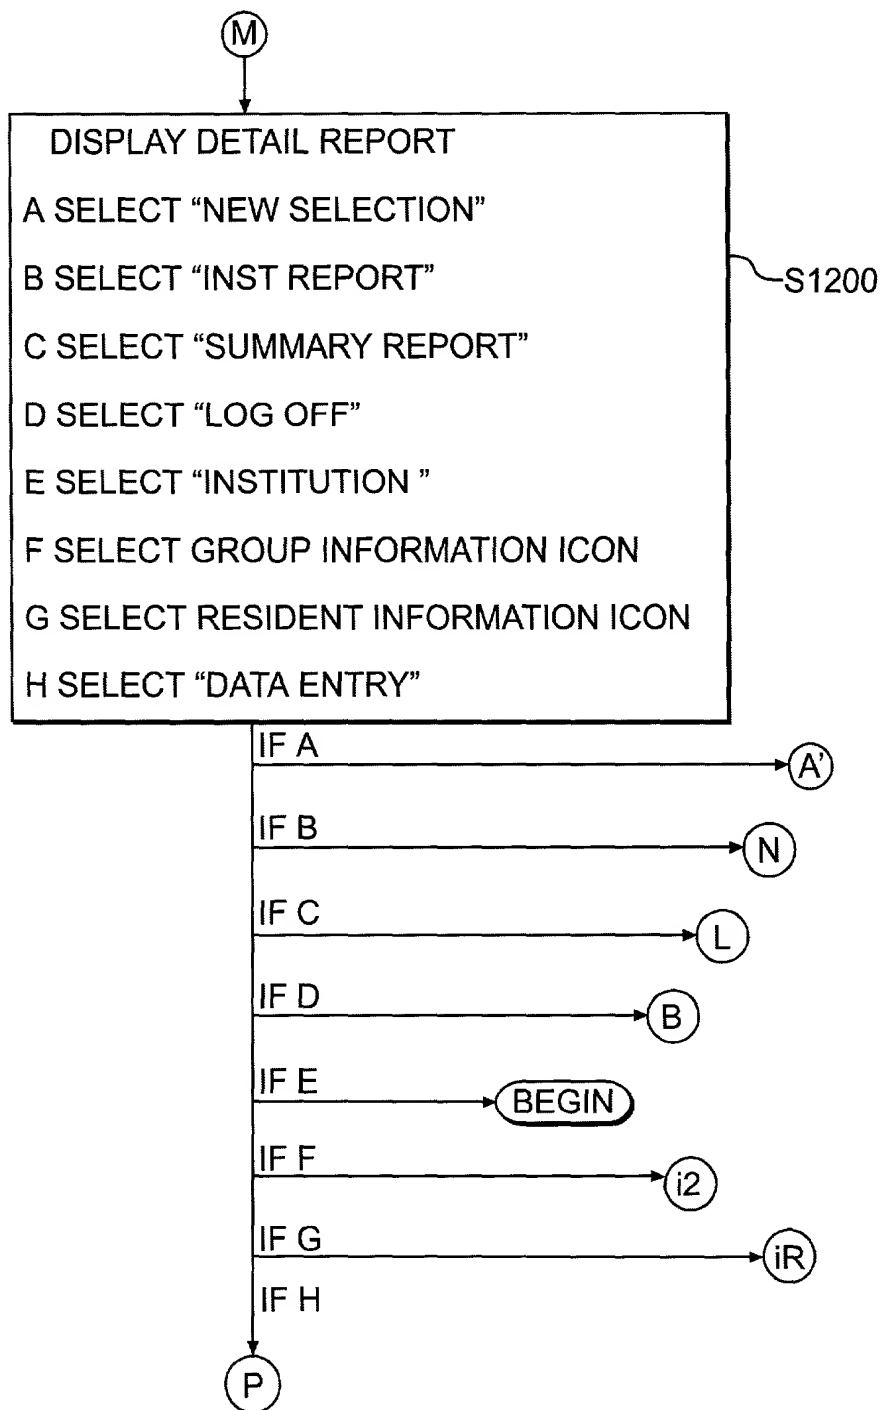 M
DISPLAY DETAIL REPORT
A SELECT “NEW SELECTION”
B SELECT “INST REPORT”
C SELECT “SUMMARY REPORT”
D SELECT “LOG OFF”
E SELECT “INSTITUTION ”
F SELECT GROUP INFORMATION ICON
G SELECT RESIDENT INFORMATION ICON
H SELECT “DATA ENTRY”
S1200
IF A
A’
IF B
N
IF C
L
IF D
B
IF E
BEGIN
IF F
i2
IF G
iR
IF H
P